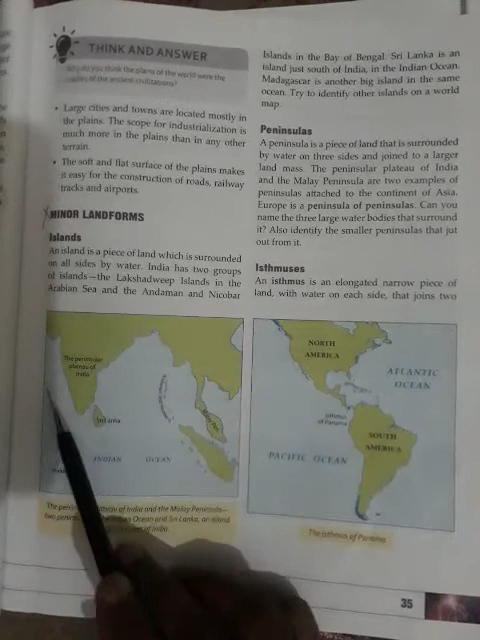 THINK AND ANSWER
do you think the plains of the world were the
of the ancient civilizations?
• Large cities and towns are located mostly in
the plains. The scope for industrialization is
much more in the plains than in any other
terrain.
• The soft and flat surface of the plains makes
it easy for the construction of roads, railway
tracks and airports.
MINOR LANDFORMS
Islands
An island is a piece of land which is surrounded
on all sides by water. India has two groups
of islands—the Lakshadweep Islands in the
Arabian Sea and the Andaman and Nicobar
Islands in the Bay of Bengal. Sri Lanka is an
island just south of India, in the Indian Ocean.
Madagascar is another big island in the same
ocean. Try to identify other islands on a world
map.
Peninsulas
A peninsula is a piece of land that is surrounded
by water on three sides and joined to a larger
land mass. The peninsular plateau of India
and the Malay Peninsula are two examples of
peninsulas attached to the continent of Asia.
Europe is a peninsula of peninsulas. Can you
name the three large water bodies that surround
it? Also identify the smaller peninsulas that jut
out from it.
Isthmuses
An isthmus is an elongated narrow piece of
land, with water on each side, that joins two
The peninsular
plateau of
India
Sri Lanka
INDIAN OCEAN
The
of India and the Malay Peninsula—
two
Ocean and Sri Lanka, an island
of India
NORTH
AMERICA
ATLANTIC
OCEAN
Isthmus
of Panama
SOUTH
AMERICA
PACIFIC OCEAN
The isthmus of Panama
35